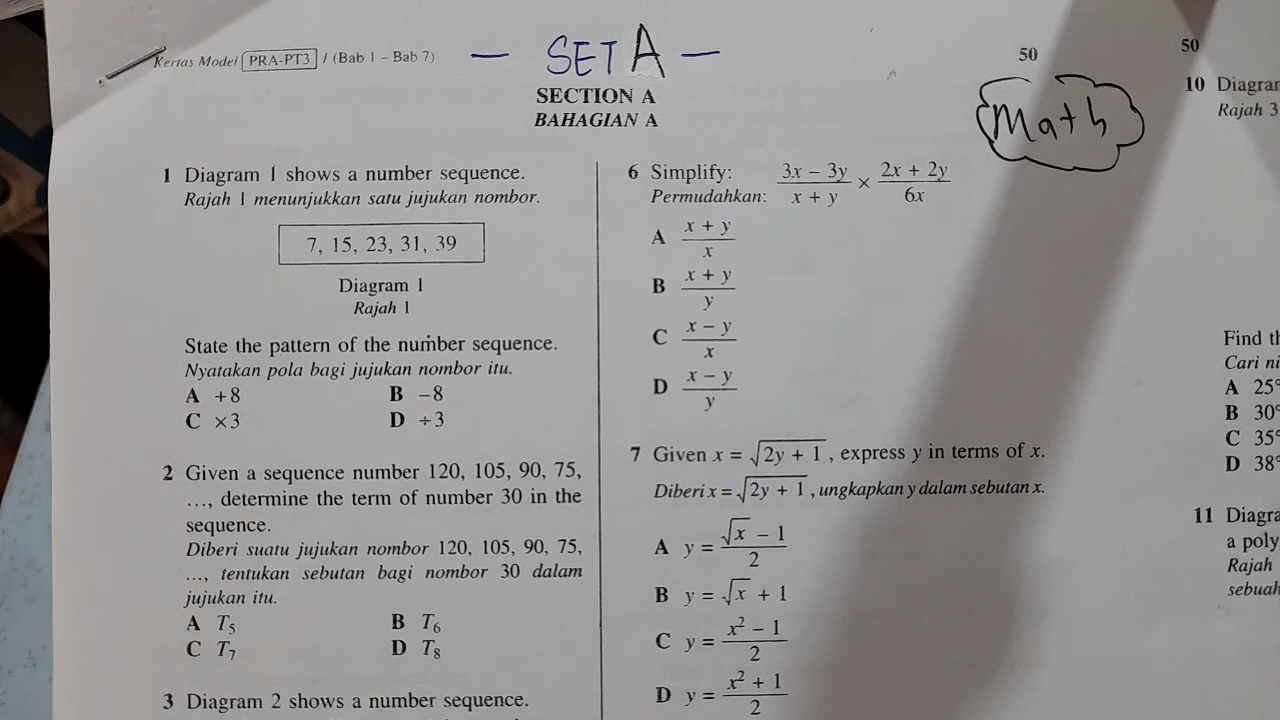 Kertas Model PRA-PT3 / (Bab 1 – Bab 7)
– SET A –
SECTION A
BAHAGIAN A
50
Math
1 Diagram 1 shows a number sequence.
Rajah 1 menunjukkan satu jujukan nombor.
7, 15, 23, 31, 39
Diagram 1
Rajah 1
State the pattern of the number sequence.
Nyatakan pola bagi jujukan nombor itu.
A +8 B −8
C ×3 D ÷3
2 Given a sequence number 120, 105, 90, 75,
..., determine the term of number 30 in the
sequence.
Diberi suatu jujukan nombor 120, 105, 90, 75,
..., tentukan sebutan bagi nombor 30 dalam
jujukan itu.
A T₅ B T₆
C T₇ D T₈
3 Diagram 2 shows a number sequence.
6 Simplify: (3x − 3y)/(x + y) × (2x + 2y)/(6x)
Permudahkan:
A (x + y)/x
B (x + y)/y
C (x − y)/x
D (x − y)/y
7 Given x = √(2y + 1), express y in terms of x.
Diberi x = √(2y + 1), ungkapkan y dalam sebutan x.
A y = (√x − 1)/2
B y = √x + 1
C y = (x² − 1)/2
D y = (x² + 1)/2
50
10 Diagra
Rajah 3
Find th
Cari ni
A 25°
B 30°
C 35°
D 38°
11 Diagra
a poly
Rajah
sebuah